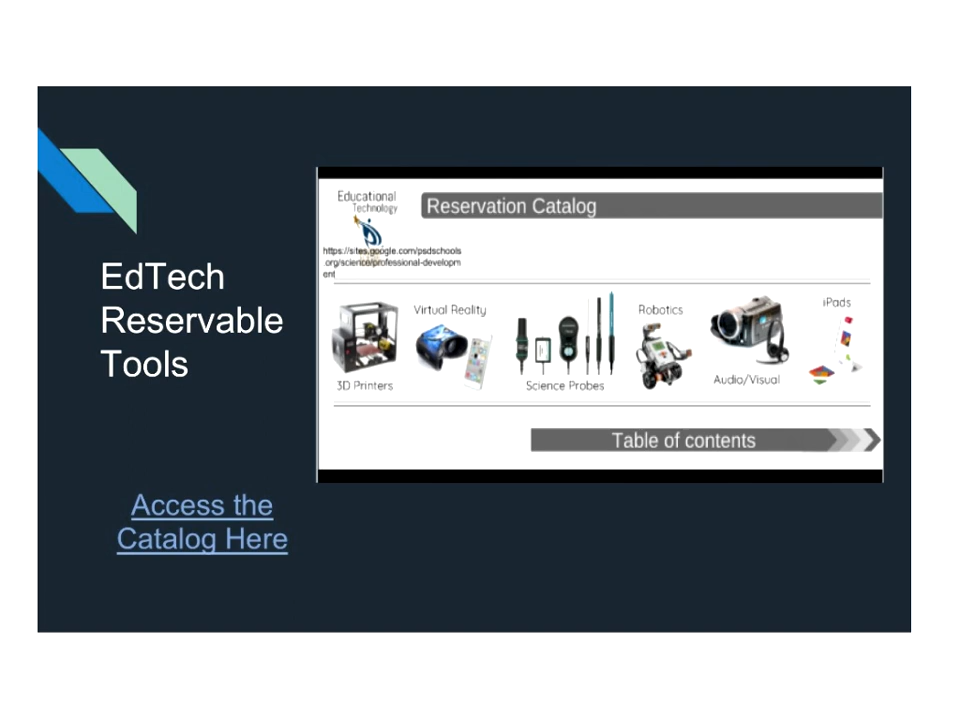 EdTech
Reservable
Tools
Access the
Catalog Here
Educational
Technology
Reservation Catalog
https://sites.google.com/psdschools
.org/science/professional-developm
ent
3D Printers
Virtual Reality
Science Probes
Robotics
Audio/Visual
iPads
Table of contents